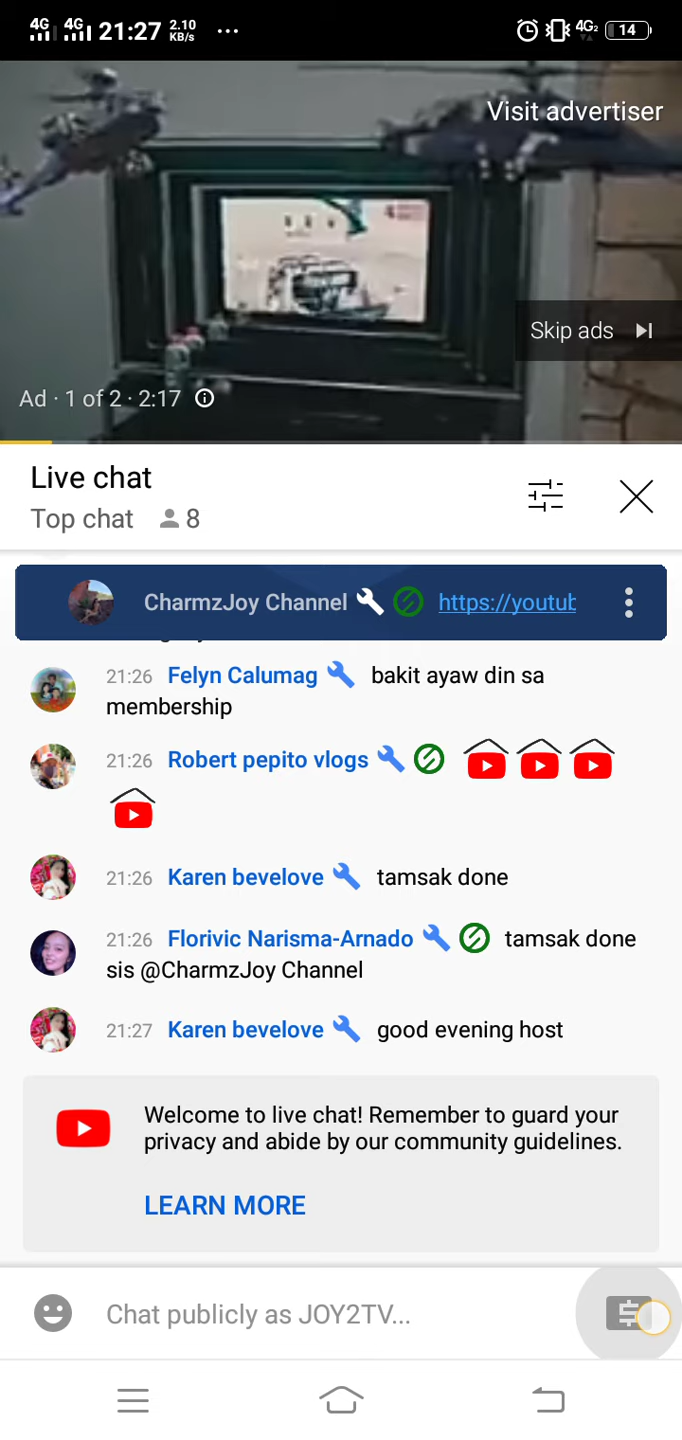 4G 4G 21:27 2.10 KB/s ... 4G2 14
Visit advertiser
Skip ads
Ad · 1 of 2 · 2:17
Live chat
Top chat 8
CharmzJoy Channel https://youtub
21:26 Felyn Calumag bakit ayaw din sa
membership
21:26 Robert pepito vlogs
21:26 Karen bevelove tamsak done
21:26 Florivic Narisma-Arnado tamsak done
sis @CharmzJoy Channel
21:27 Karen bevelove good evening host
Welcome to live chat! Remember to guard your
privacy and abide by our community guidelines.
LEARN MORE
Chat publicly as JOY2TV...